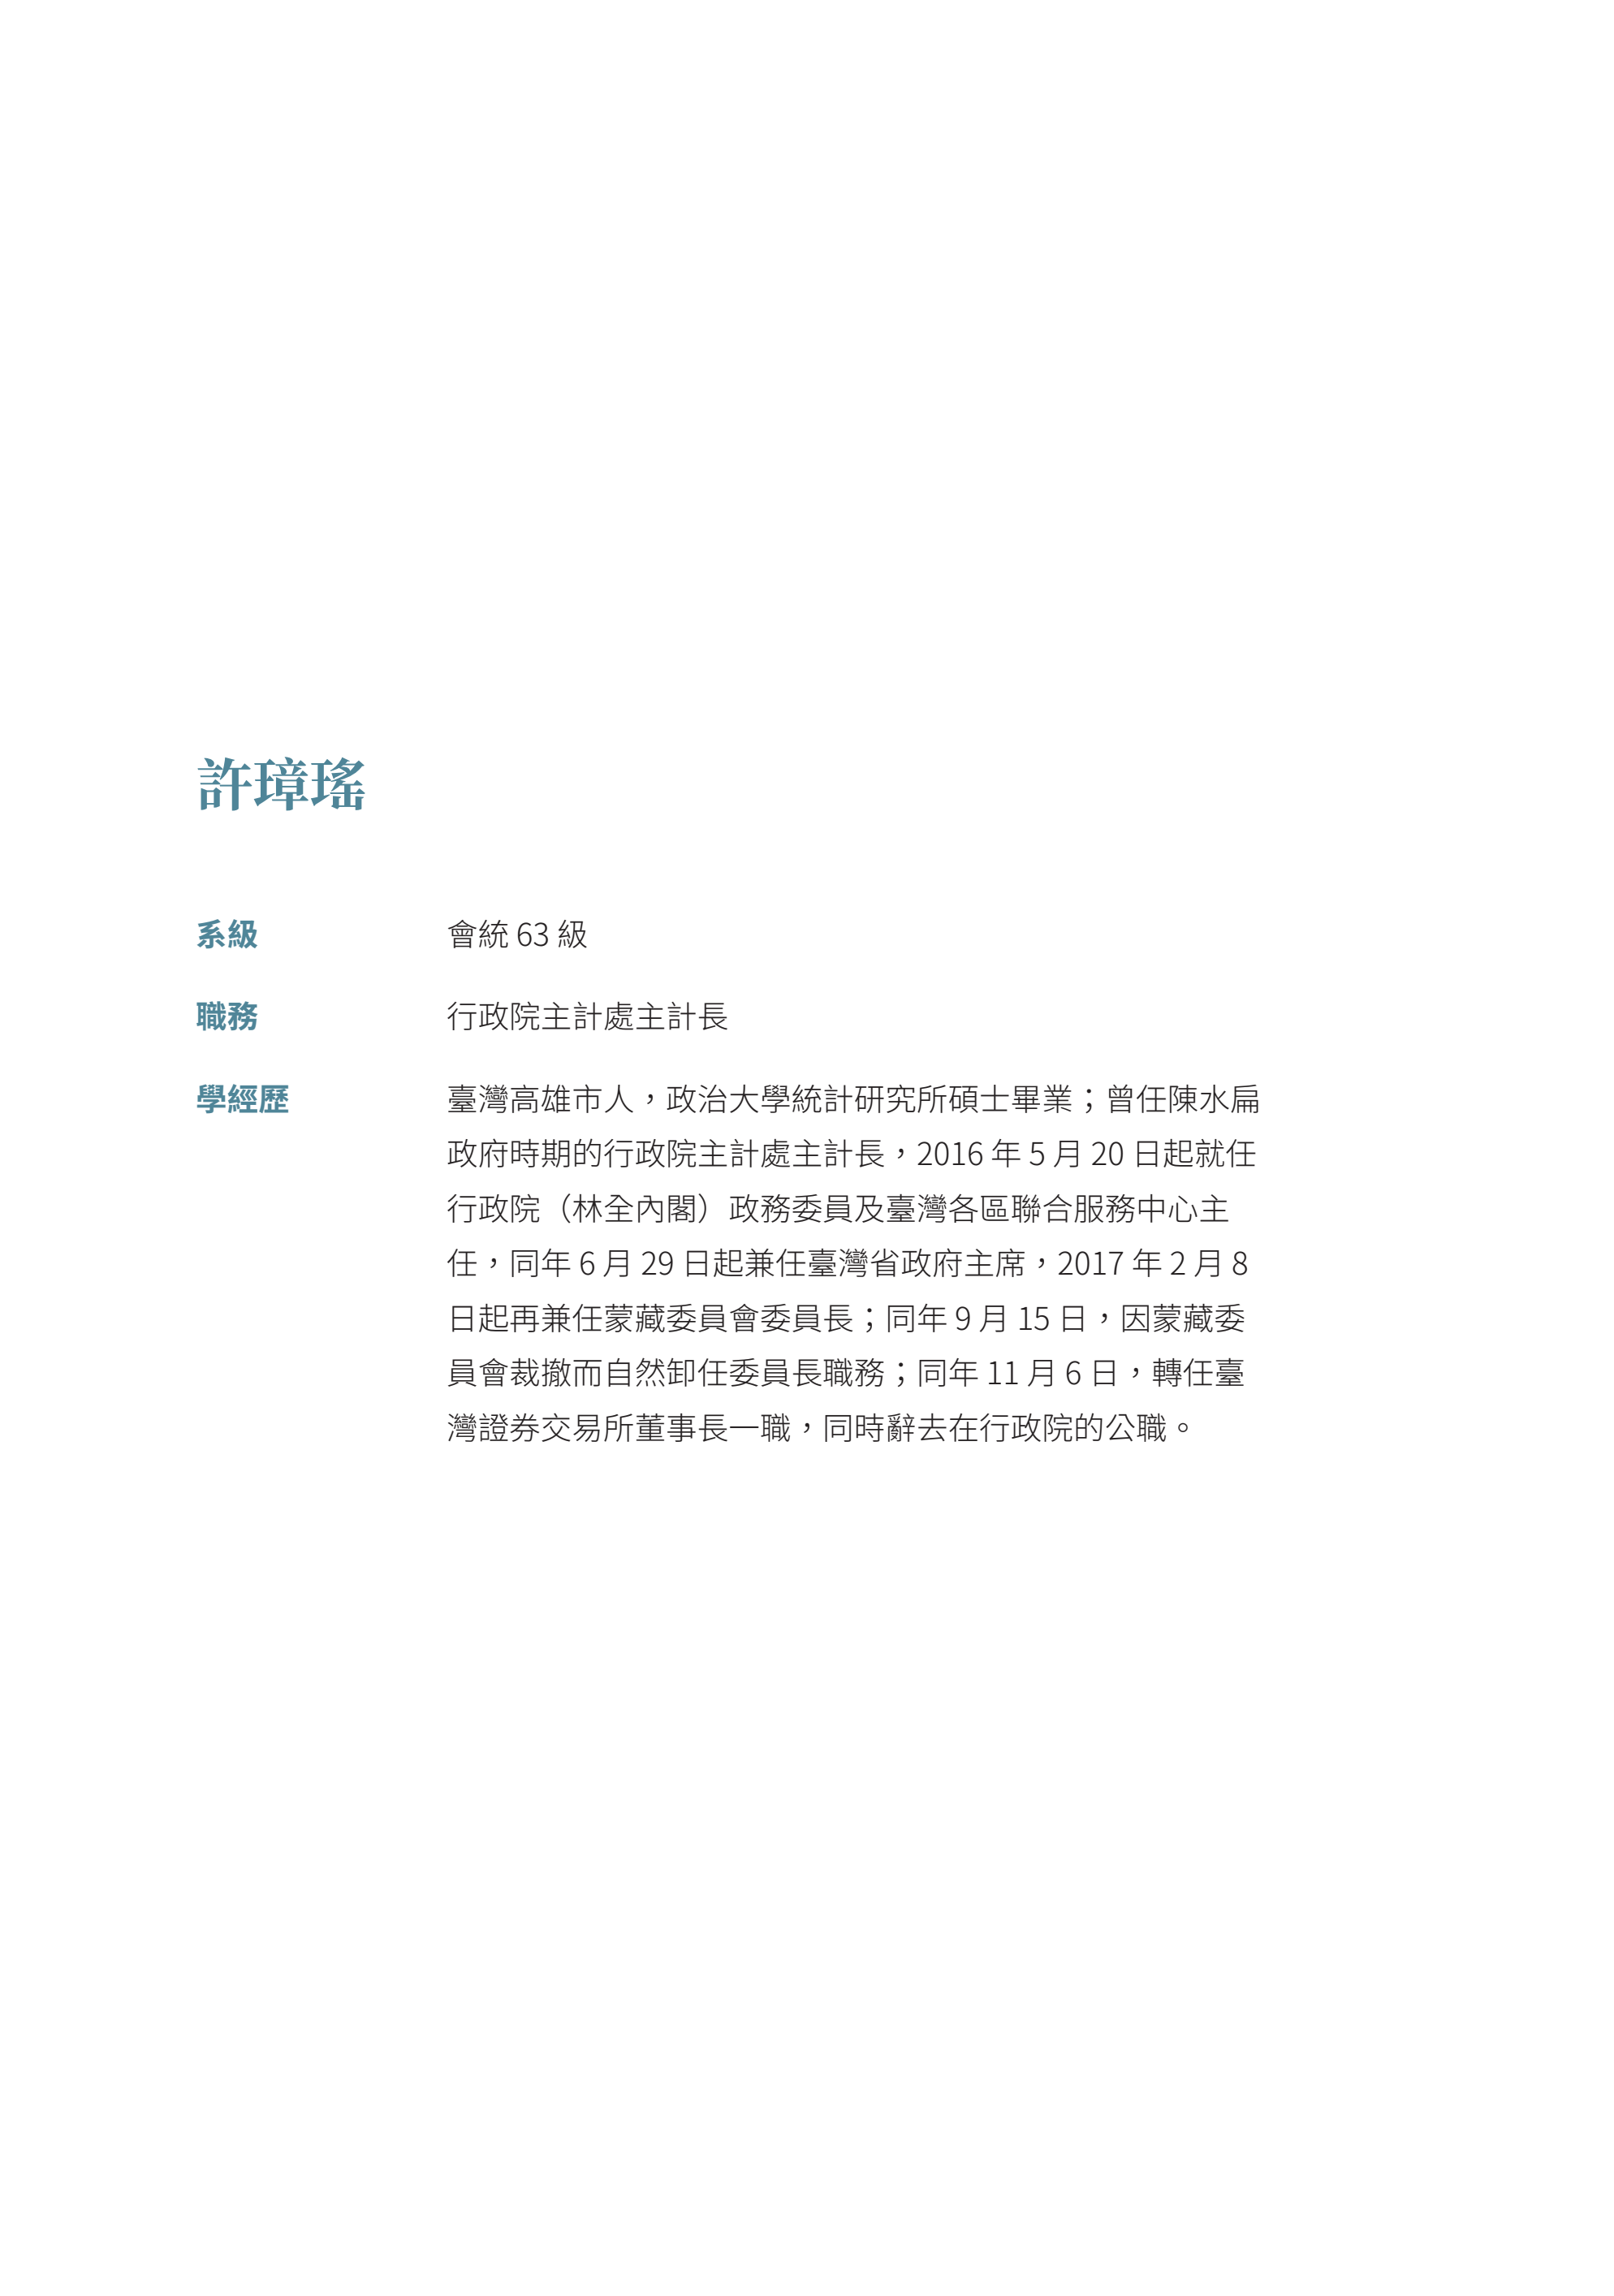 許璋瑤
系級 會統 63 級
職務 行政院主計處主計長
學經歷 臺灣高雄市人，政治大學統計研究所碩士畢業；曾任陳水扁
政府時期的行政院主計處主計長，2016 年 5 月 20 日起就任
行政院（林全內閣）政務委員及臺灣各區聯合服務中心主
任，同年 6 月 29 日起兼任臺灣省政府主席，2017 年 2 月 8
日起再兼任蒙藏委員會委員長；同年 9 月 15 日，因蒙藏委
員會裁撤而自然卸任委員長職務；同年 11 月 6 日，轉任臺
灣證券交易所董事長一職，同時辭去在行政院的公職。